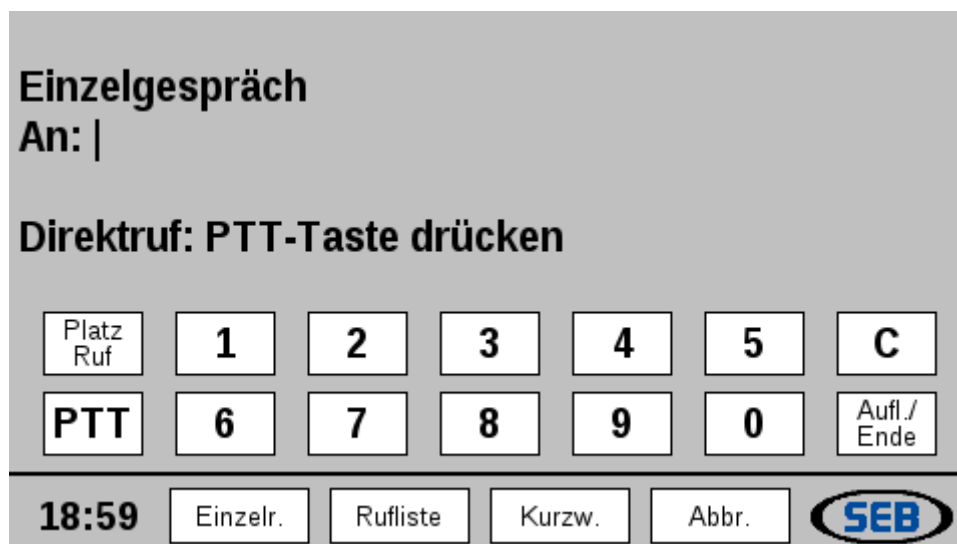 Einzelgespräch
An: |
Direktruf: PTT-Taste drücken
Platz
Ruf
1 2 3 4 5 C
PTT 6 7 8 9 0 Aufl./
Ende
18:59 Einzelr. Rufliste Kurzw. Abbr. SEB